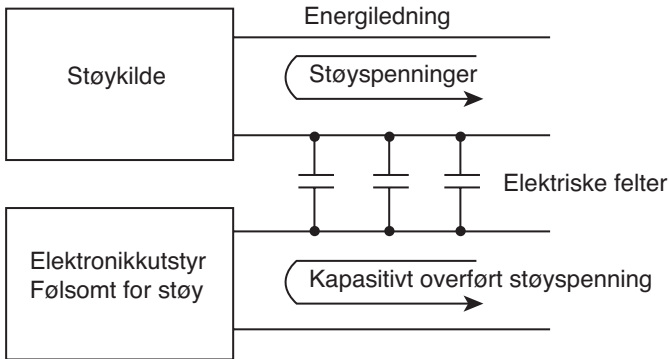 Energiledning
Støykilde
Støyspenninger
Elektriske felter
Elektronikkutstyr
Følsomt for støy
Kapasitivt overført støyspenning